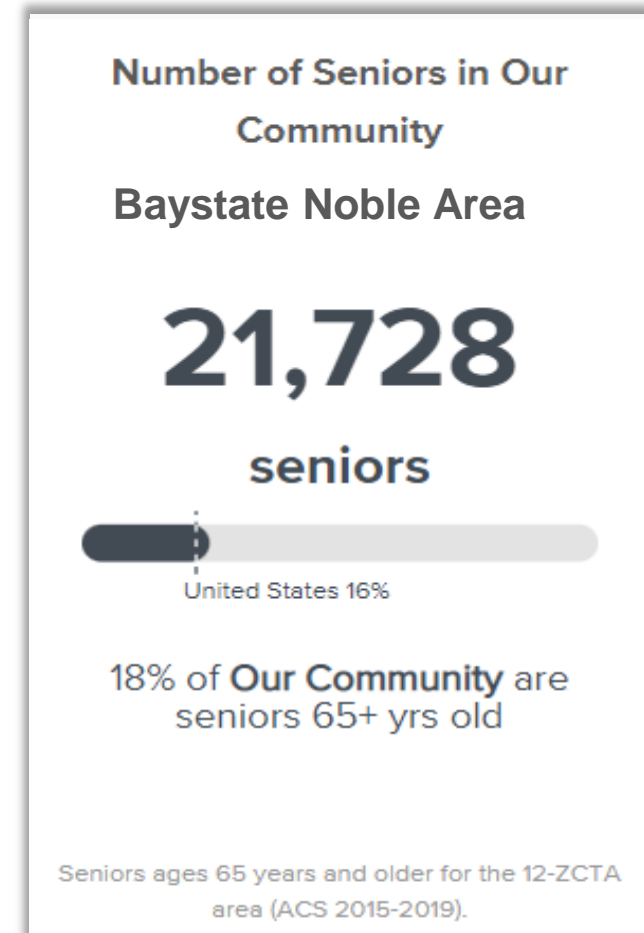 Number of Seniors in Our
Community
Baystate Noble Area
21,728
seniors
United States 16%
18% of Our Community are
seniors 65+ yrs old
Seniors ages 65 years and older for the 12-ZCTA
area (ACS 2015-2019).